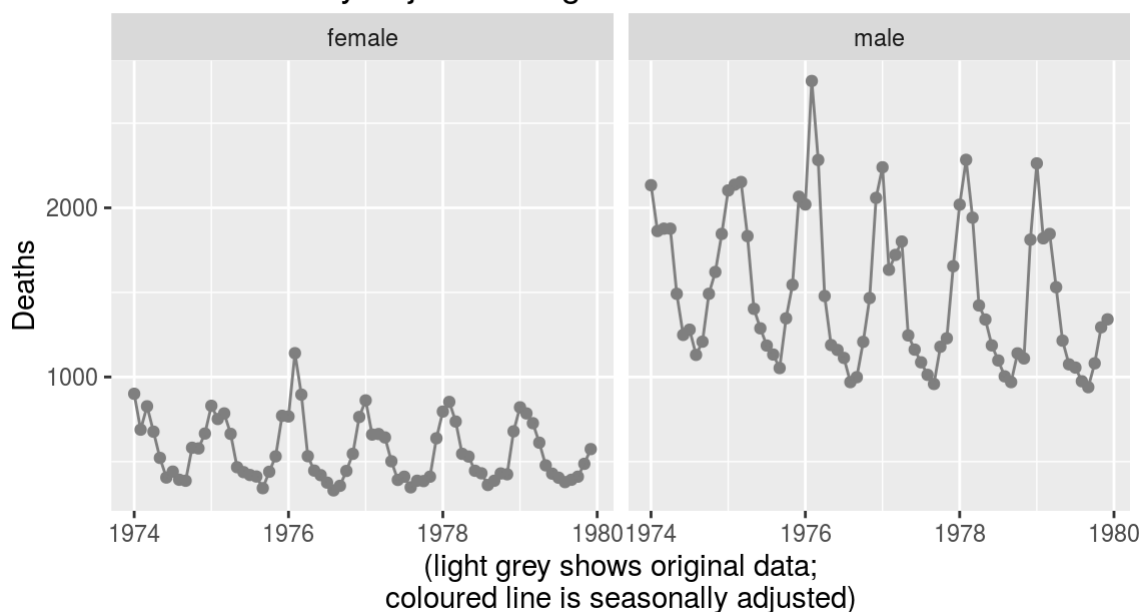 female male
2000
1000
Deaths
1974 1976 1978 1980 1974 1976 1978 1980
(light grey shows original data;
coloured line is seasonally adjusted)